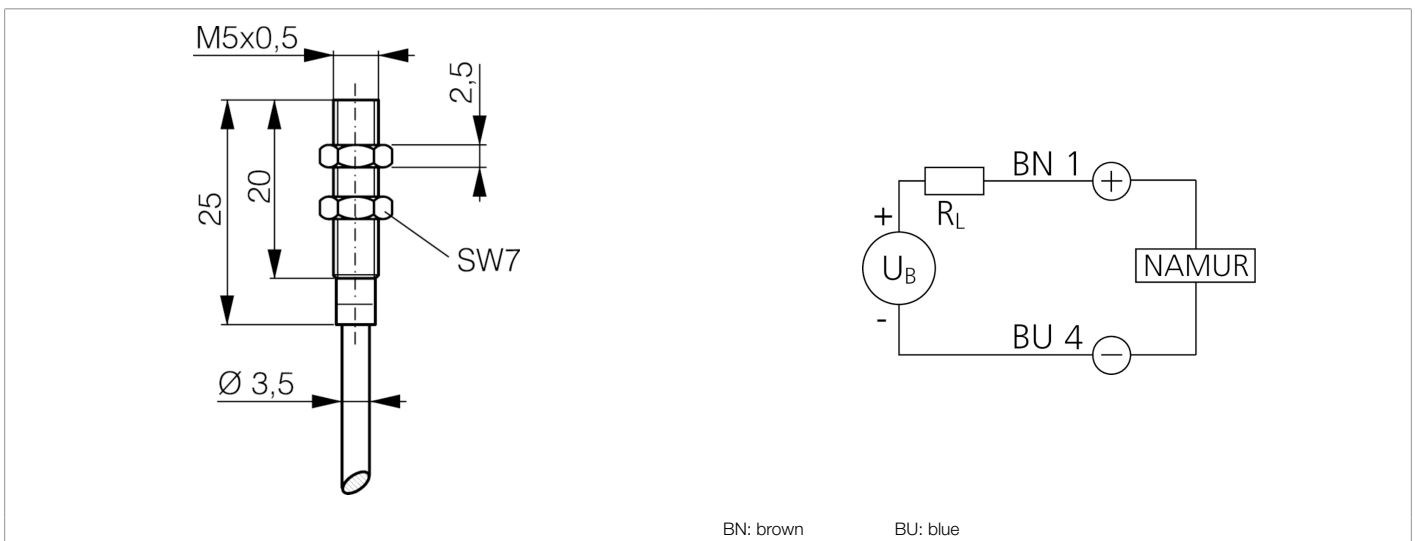 M5x0,5
2,5
25
20
SW7
Ø 3,5
BN 1
+
R_L
+
U_B
NAMUR
-
BU 4
−
BN: brown
BU: blue